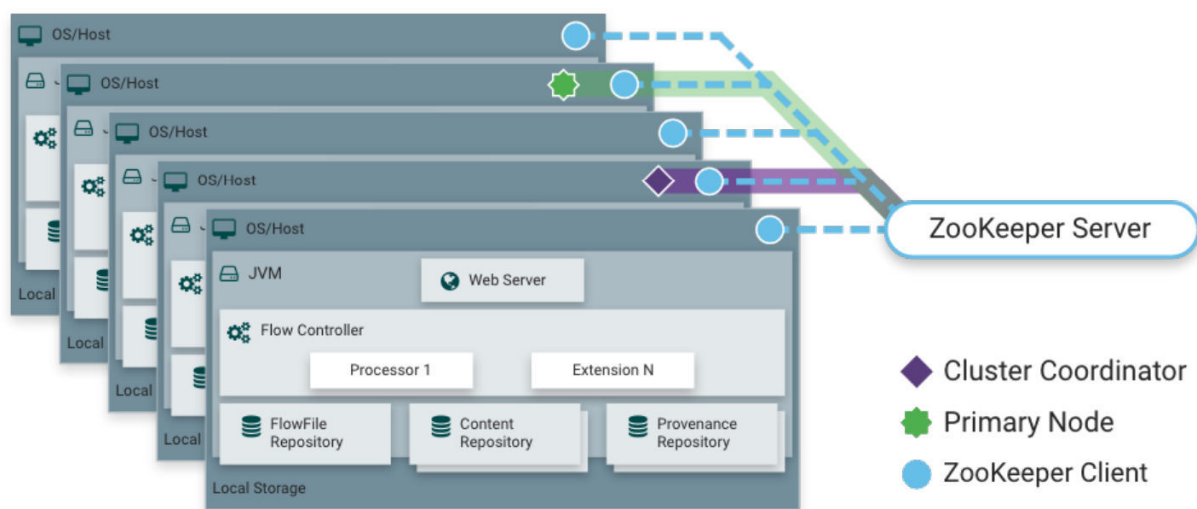 OS/Host
OS/Host
OS/Host
OS/Host
OS/Host
JVM
Web Server
Flow Controller
Processor 1
Extension N
FlowFile
Repository
Content
Repository
Provenance
Repository
Local
Local
Local
Local
Local Storage
ZooKeeper Server
Cluster Coordinator
Primary Node
ZooKeeper Client